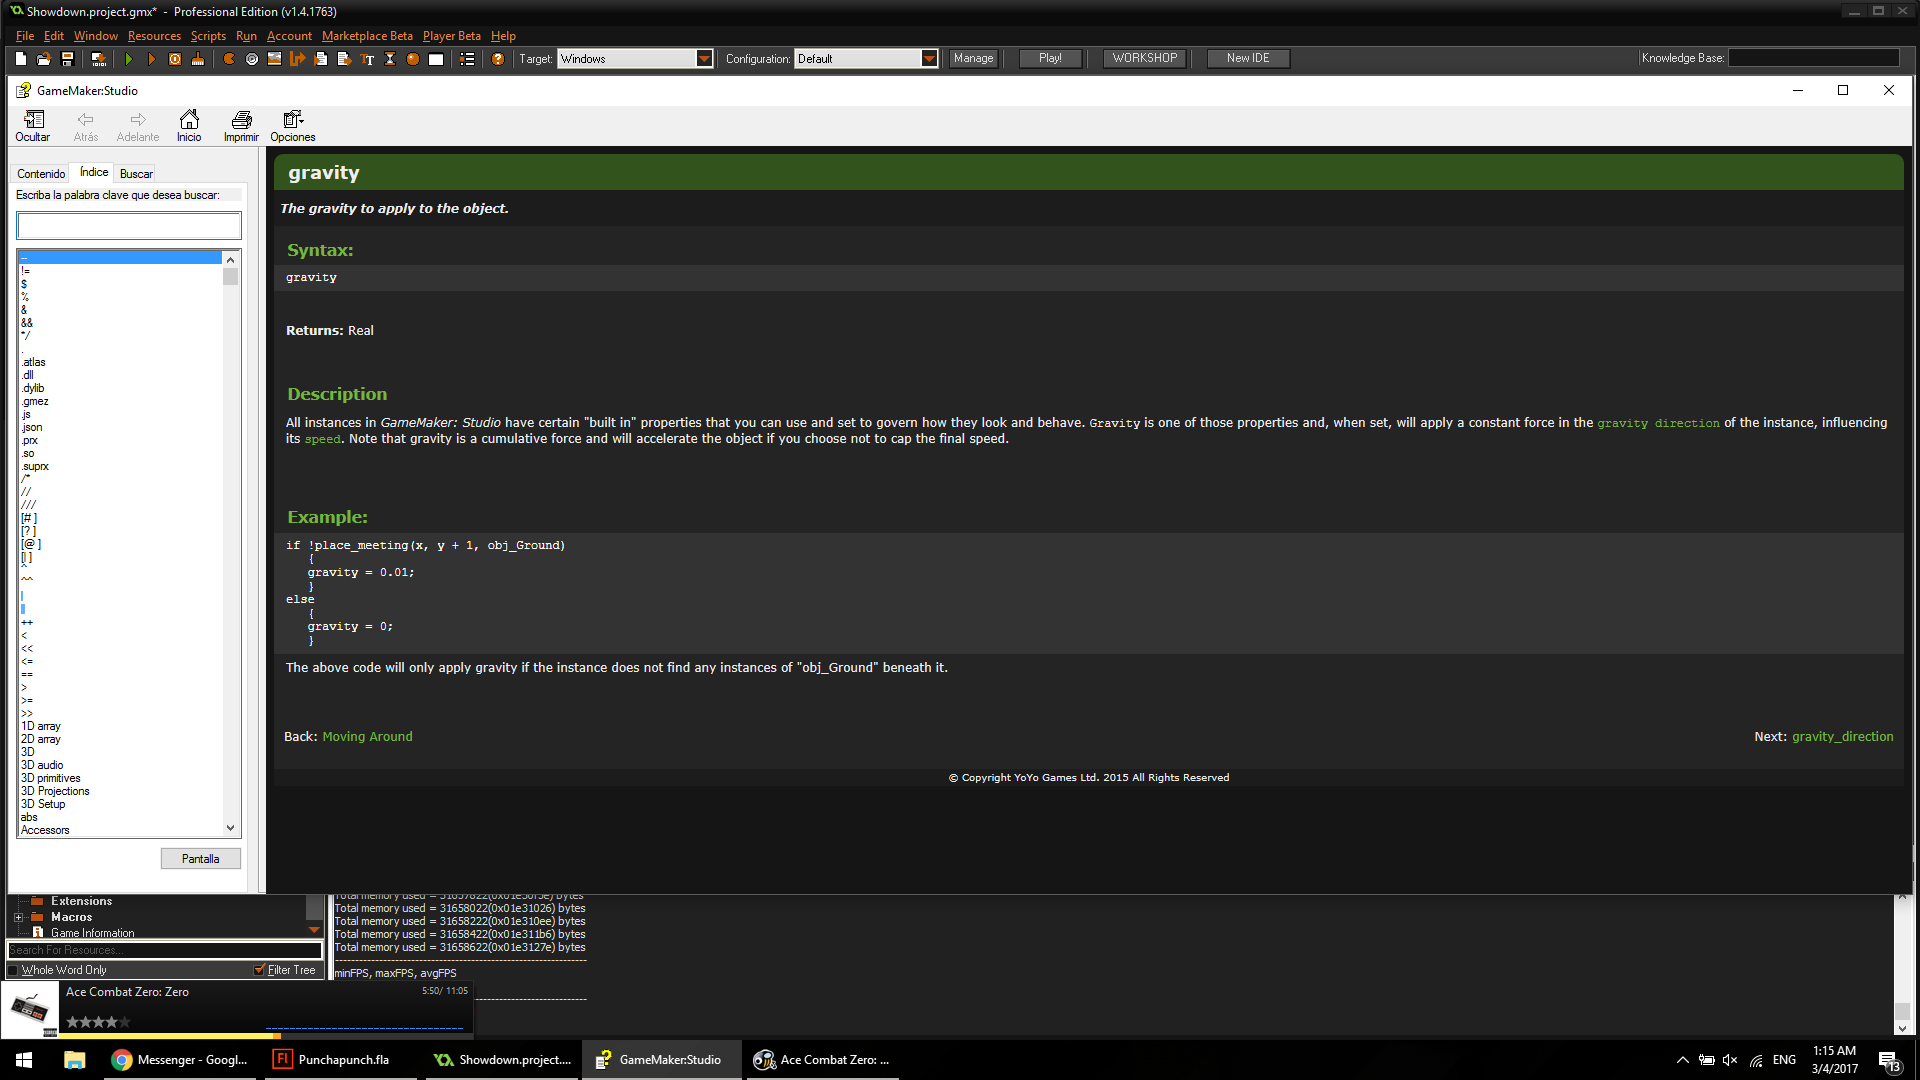 Showdown.project.gmx* - Professional Edition (v1.4.1763)
File Edit Window Resources Scripts Run Account Marketplace Beta Player Beta Help
Target: Windows Configuration: Default Manage Play! WORKSHOP New IDE Knowledge Base:
GameMaker:Studio
Ocultar Atrás Adelante Inicio Imprimir Opciones
Contenido Índice Buscar
Escriba la palabra clave que desea buscar:
--
!=
$
%
&
&&
*/
.
.atlas
.dll
.dylib
.gmez
.js
.json
.prx
.so
.suprx
/*
//
///
[# ]
[? ]
[@ ]
[| ]
^
^^
|
||
++
<
<<
<=
==
>
>=
>>
1D array
2D array
3D
3D audio
3D primitives
3D Projections
3D Setup
abs
Accessors
Pantalla
gravity
The gravity to apply to the object.
Syntax:
gravity
Returns: Real
Description
All instances in GameMaker: Studio have certain "built in" properties that you can use and set to govern how they look and behave. Gravity is one of those properties and, when set, will apply a constant force in the gravity direction of the instance, influencing
its speed. Note that gravity is a cumulative force and will accelerate the object if you choose not to cap the final speed.
Example:
if !place_meeting(x, y + 1, obj_Ground)
{
gravity = 0.01;
}
else
{
gravity = 0;
}
The above code will only apply gravity if the instance does not find any instances of "obj_Ground" beneath it.
Back: Moving Around
Next: gravity_direction
© Copyright YoYo Games Ltd. 2015 All Rights Reserved
Extensions
Macros
Game Information
Search For Resources...
Whole Word Only Filter Tree
Total memory used = 31658022(0x01e31026) bytes
Total memory used = 31658222(0x01e310ee) bytes
Total memory used = 31658422(0x01e311b6) bytes
Total memory used = 31658622(0x01e3127e) bytes
minFPS, maxFPS, avgFPS
Ace Combat Zero: Zero 5:50/ 11:05
Messenger - Googl... Punchapunch.fla Showdown.project.... GameMaker:Studio Ace Combat Zero: ...
ENG
1:15 AM
3/4/2017
13